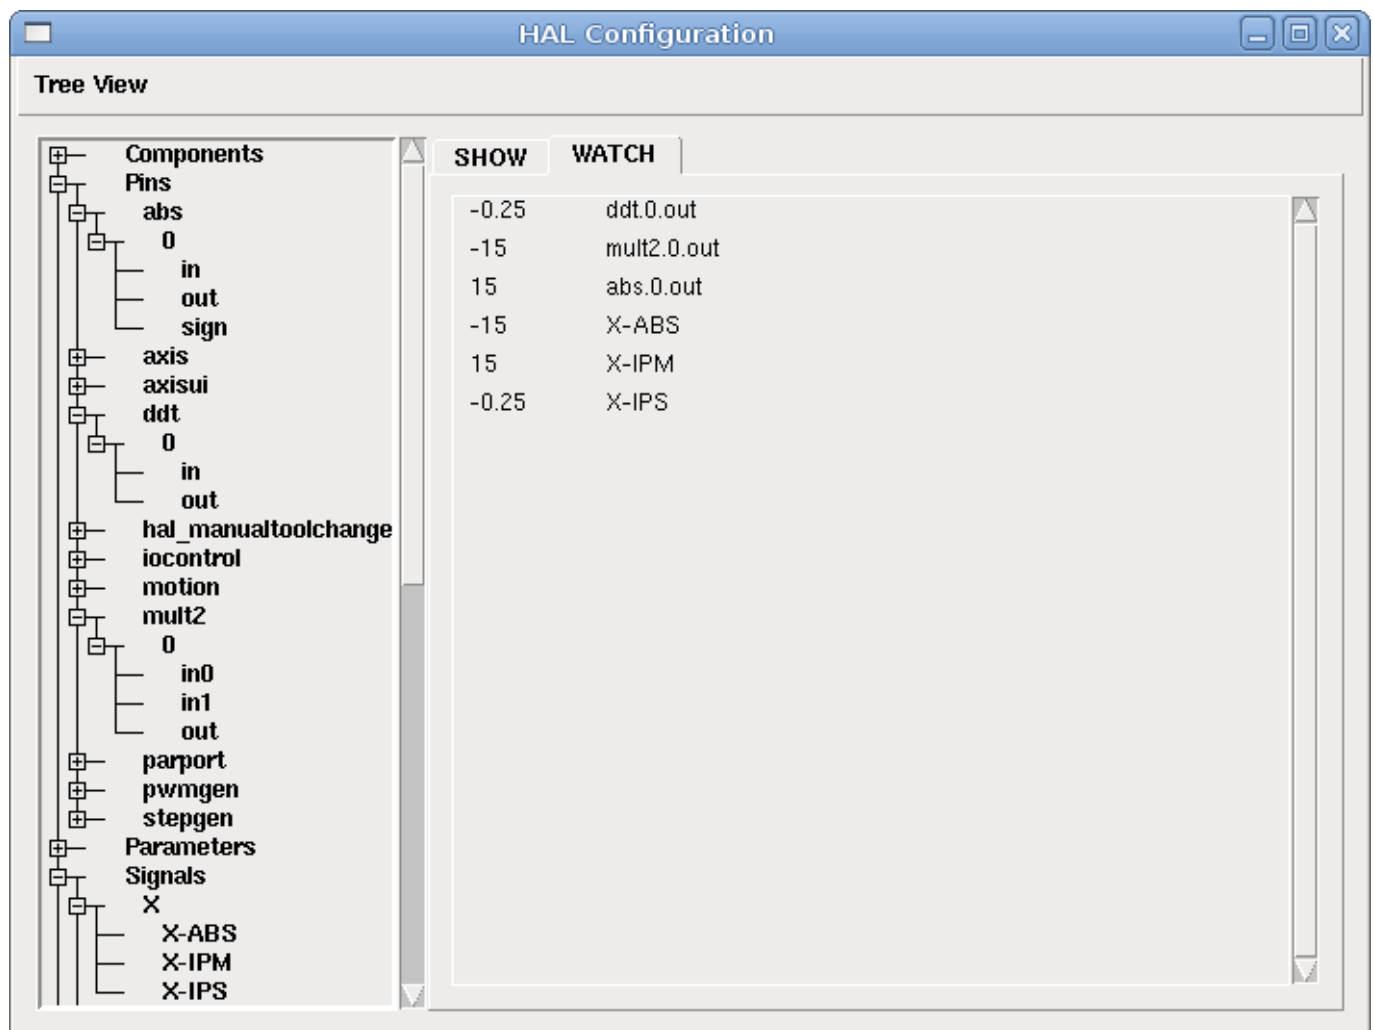 HAL Configuration
Tree View
Components
Pins
abs
0
in
out
sign
axis
axisui
ddt
0
in
out
hal_manualtoolchange
iocontrol
motion
mult2
0
in0
in1
out
parport
pwmgen
stepgen
Parameters
Signals
X
X-ABS
X-IPM
X-IPS
SHOW WATCH
-0.25 ddt.0.out
-15 mult2.0.out
15 abs.0.out
-15 X-ABS
15 X-IPM
-0.25 X-IPS